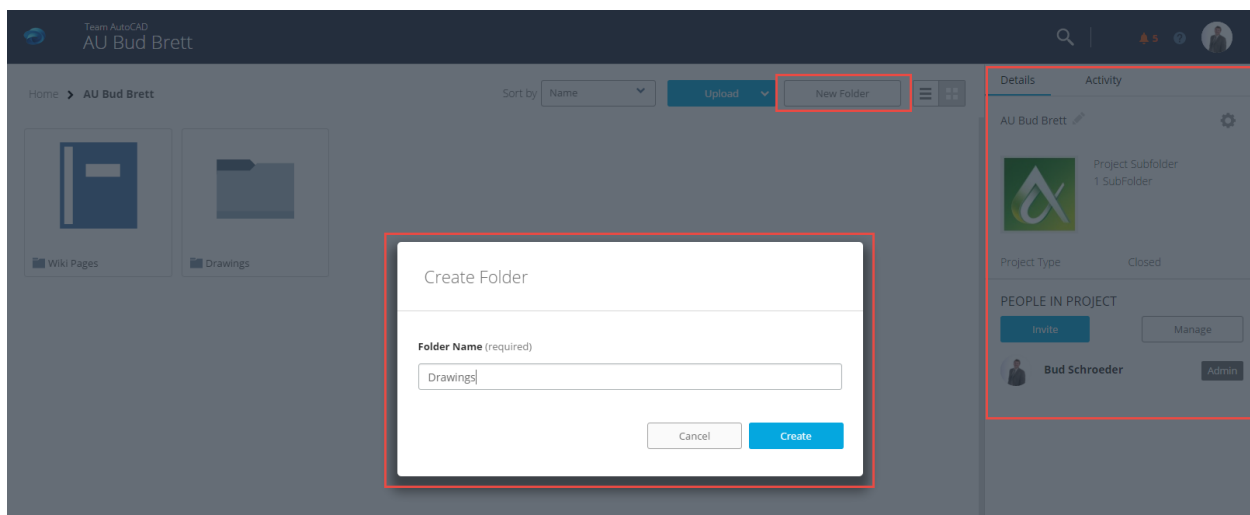 Team AutoCAD
AU Bud Brett
5
Home > AU Bud Brett
Sort by Name
Upload
New Folder
Wiki Pages
Drawings
Create Folder
Folder Name (required)
Drawings
Cancel
Create
Details
Activity
AU Bud Brett
Project Subfolder
1 SubFolder
Project Type
Closed
PEOPLE IN PROJECT
Invite
Manage
Bud Schroeder
Admin